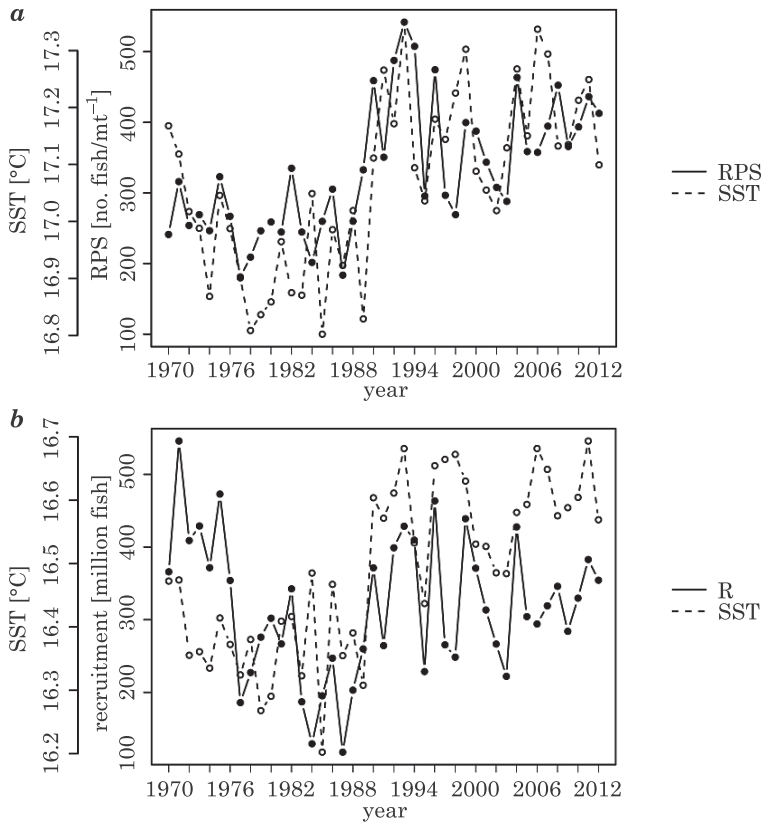 a
SST [°C]
16.8 16.9 17.0 17.1 17.2 17.3
RPS [no. fish/mt⁻¹]
100 200 300 400 500
1970 1976 1982 1988 1994 2000 2006 2012
year
RPS
SST
b
SST [°C]
16.2 16.3 16.4 16.5 16.6 16.7
recruitment [million fish]
100 200 300 400 500
1970 1976 1982 1988 1994 2000 2006 2012
year
R
SST